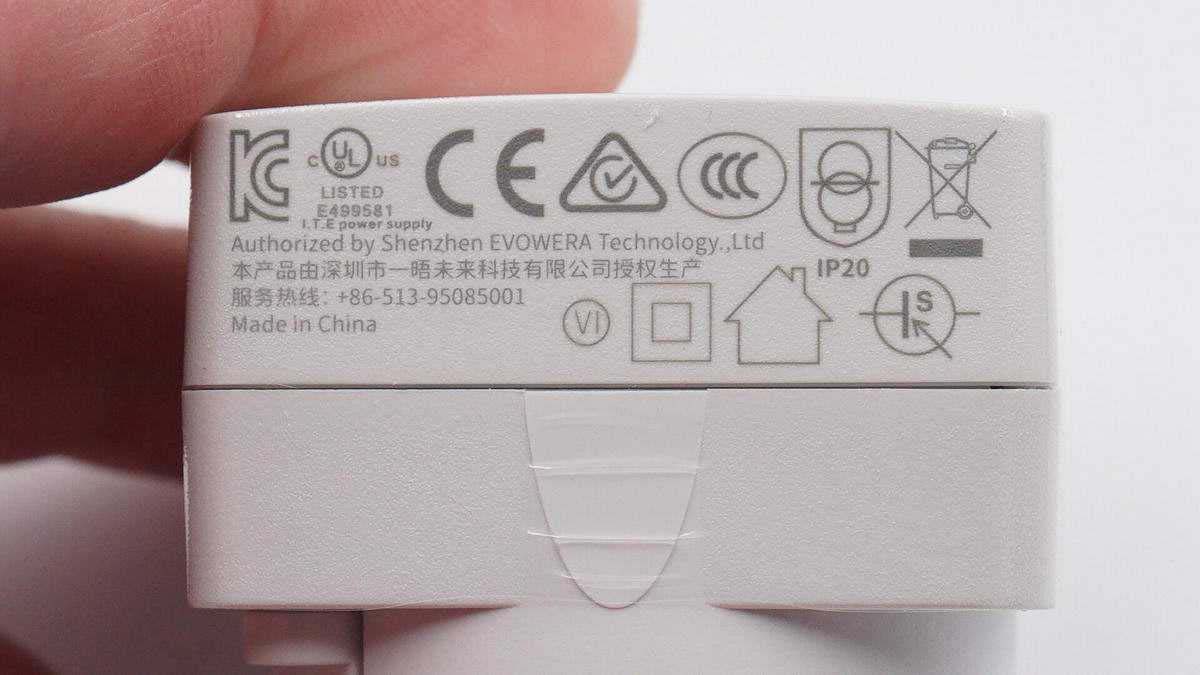 C UL US
LISTED
E499581
I.T.E power supply
CE
Authorized by Shenzhen EVOWERA Technology.,Ltd
本产品由深圳市一晤未来科技有限公司授权生产
IP20
服务热线: +86-513-95085001
VI
S
Made in China